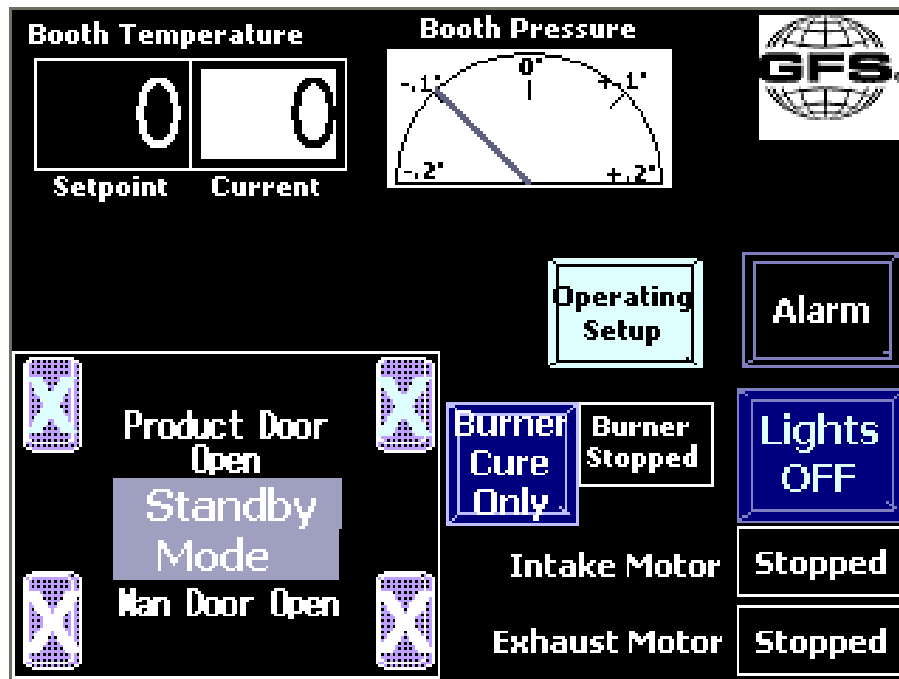 Booth Temperature
0 0
Setpoint Current
Booth Pressure
-.1" 0" +.1"
-.2" +.2"
GFS
Operating
Setup
Alarm
Product Door
Open
Standby
Mode
Man Door Open
Burner
Cure
Only
Burner
Stopped
Lights
OFF
Intake Motor Stopped
Exhaust Motor Stopped